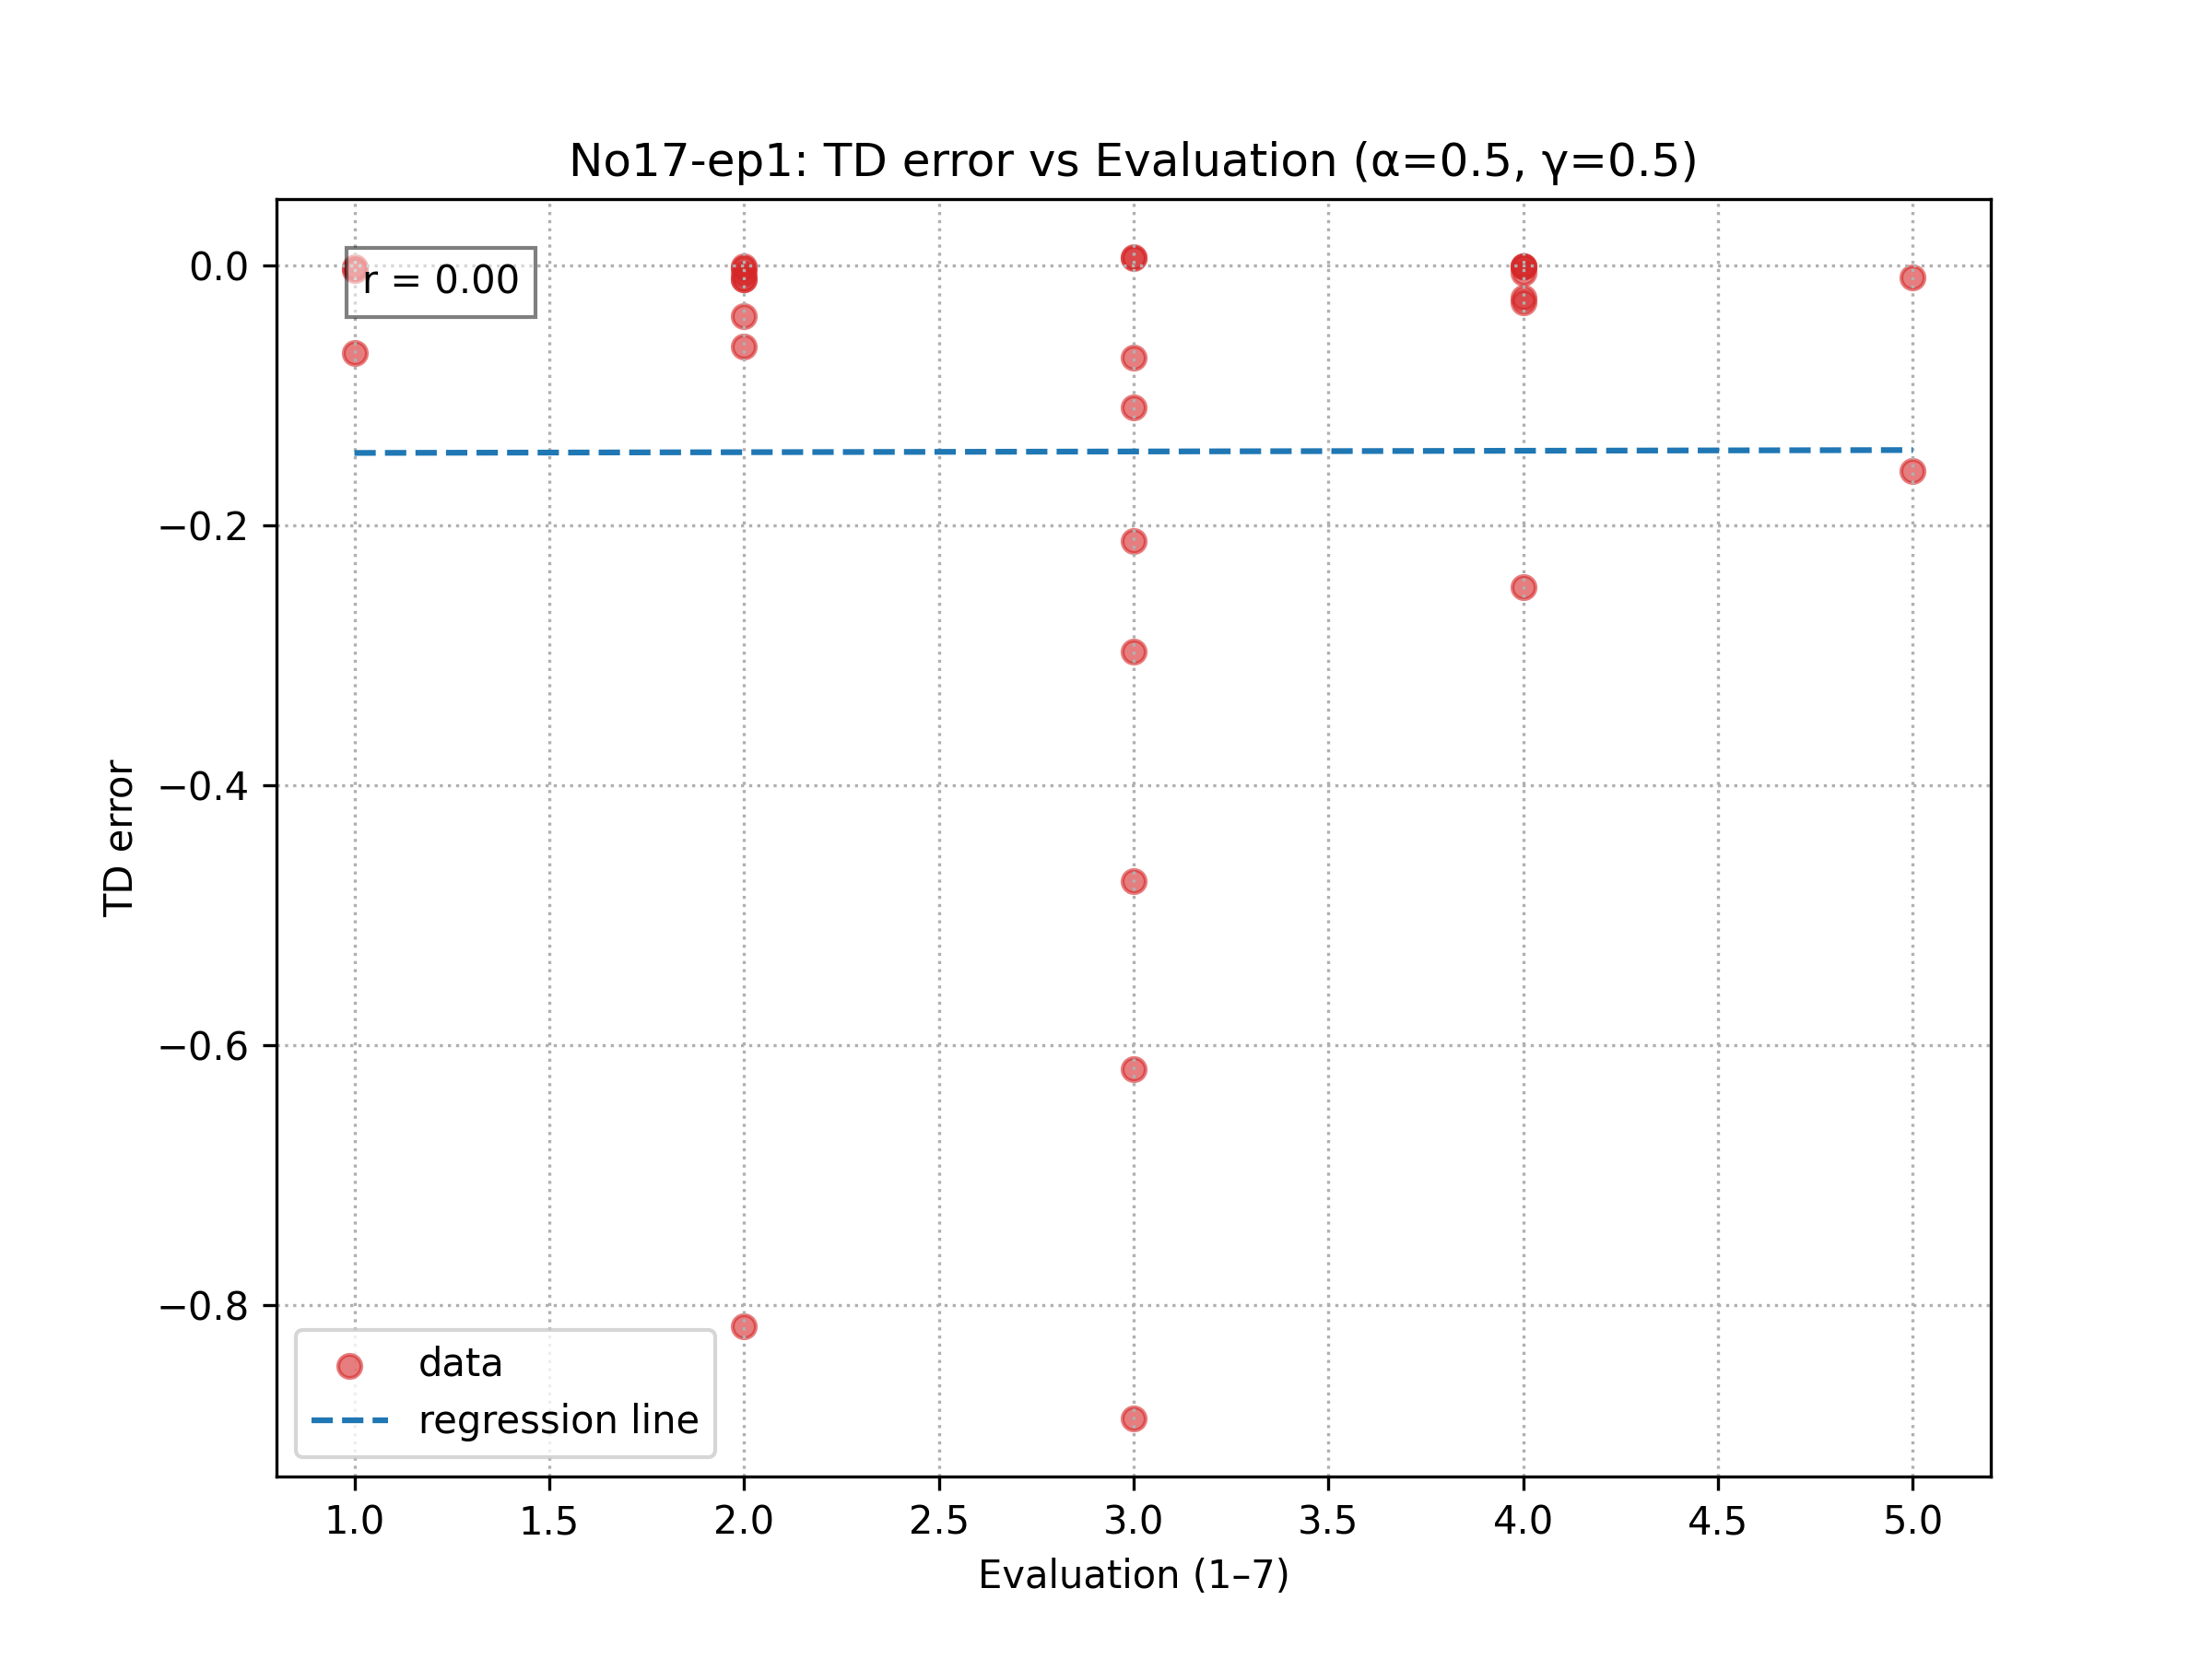 No17-ep1: TD error vs Evaluation (α=0.5, γ=0.5)
r = 0.00
0.0
−0.2
−0.4
−0.6
−0.8
TD error
data
regression line
1.0 1.5 2.0 2.5 3.0 3.5 4.0 4.5 5.0
Evaluation (1–7)